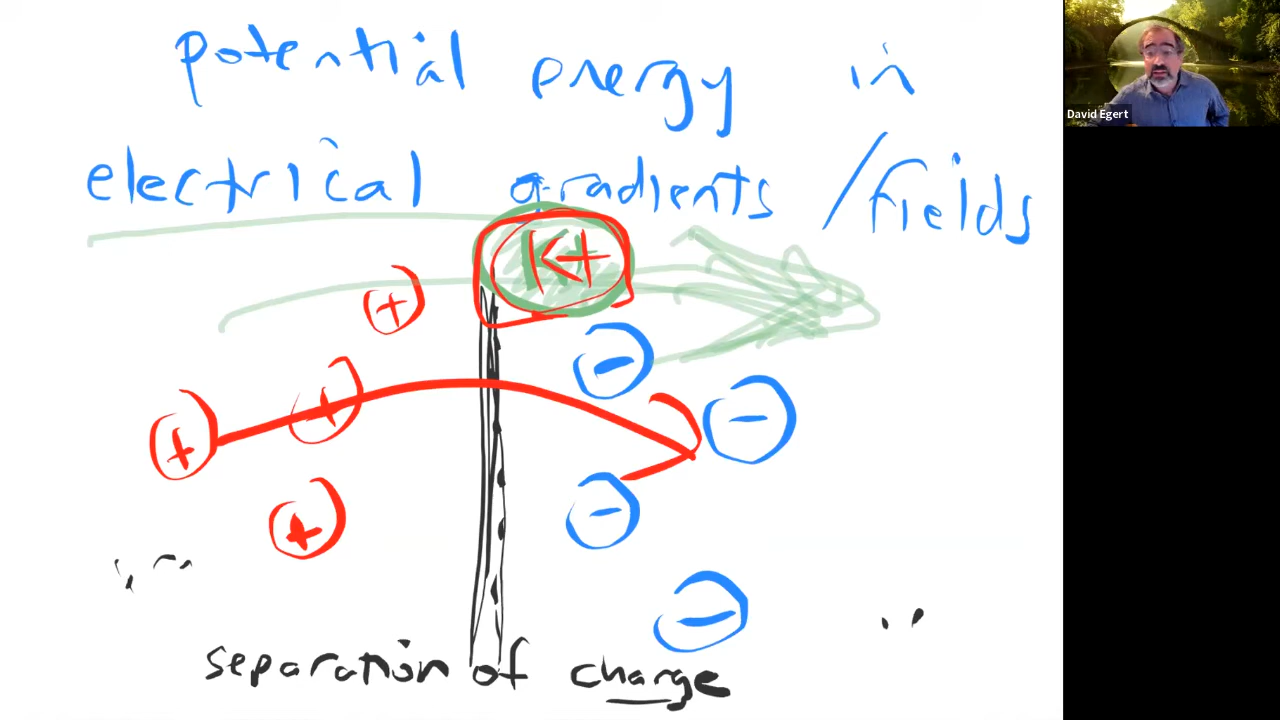 potential energy in
David Egert
electrical gradients /fields
K+
+
−
+
−
+
−
+
−
separation of charge